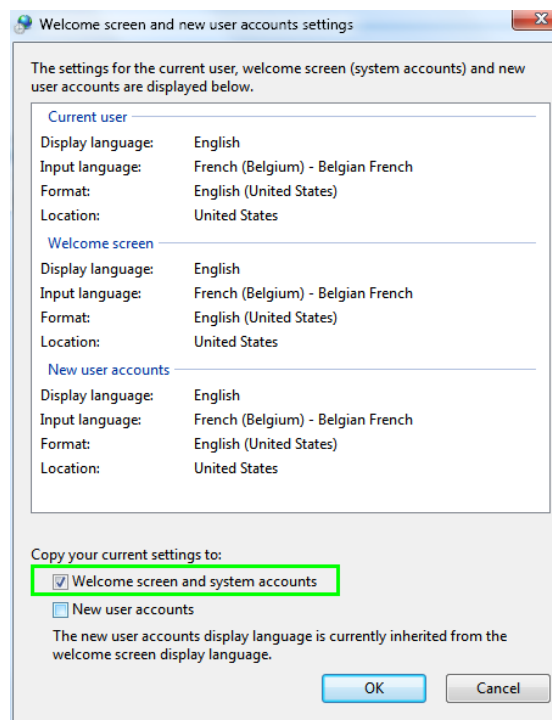 Welcome screen and new user accounts settings
The settings for the current user, welcome screen (system accounts) and new
user accounts are displayed below.
Current user
Display language: English
Input language: French (Belgium) - Belgian French
Format: English (United States)
Location: United States
Welcome screen
Display language: English
Input language: French (Belgium) - Belgian French
Format: English (United States)
Location: United States
New user accounts
Display language: English
Input language: French (Belgium) - Belgian French
Format: English (United States)
Location: United States
Copy your current settings to:
Welcome screen and system accounts
New user accounts
The new user accounts display language is currently inherited from the
welcome screen display language.
OK Cancel